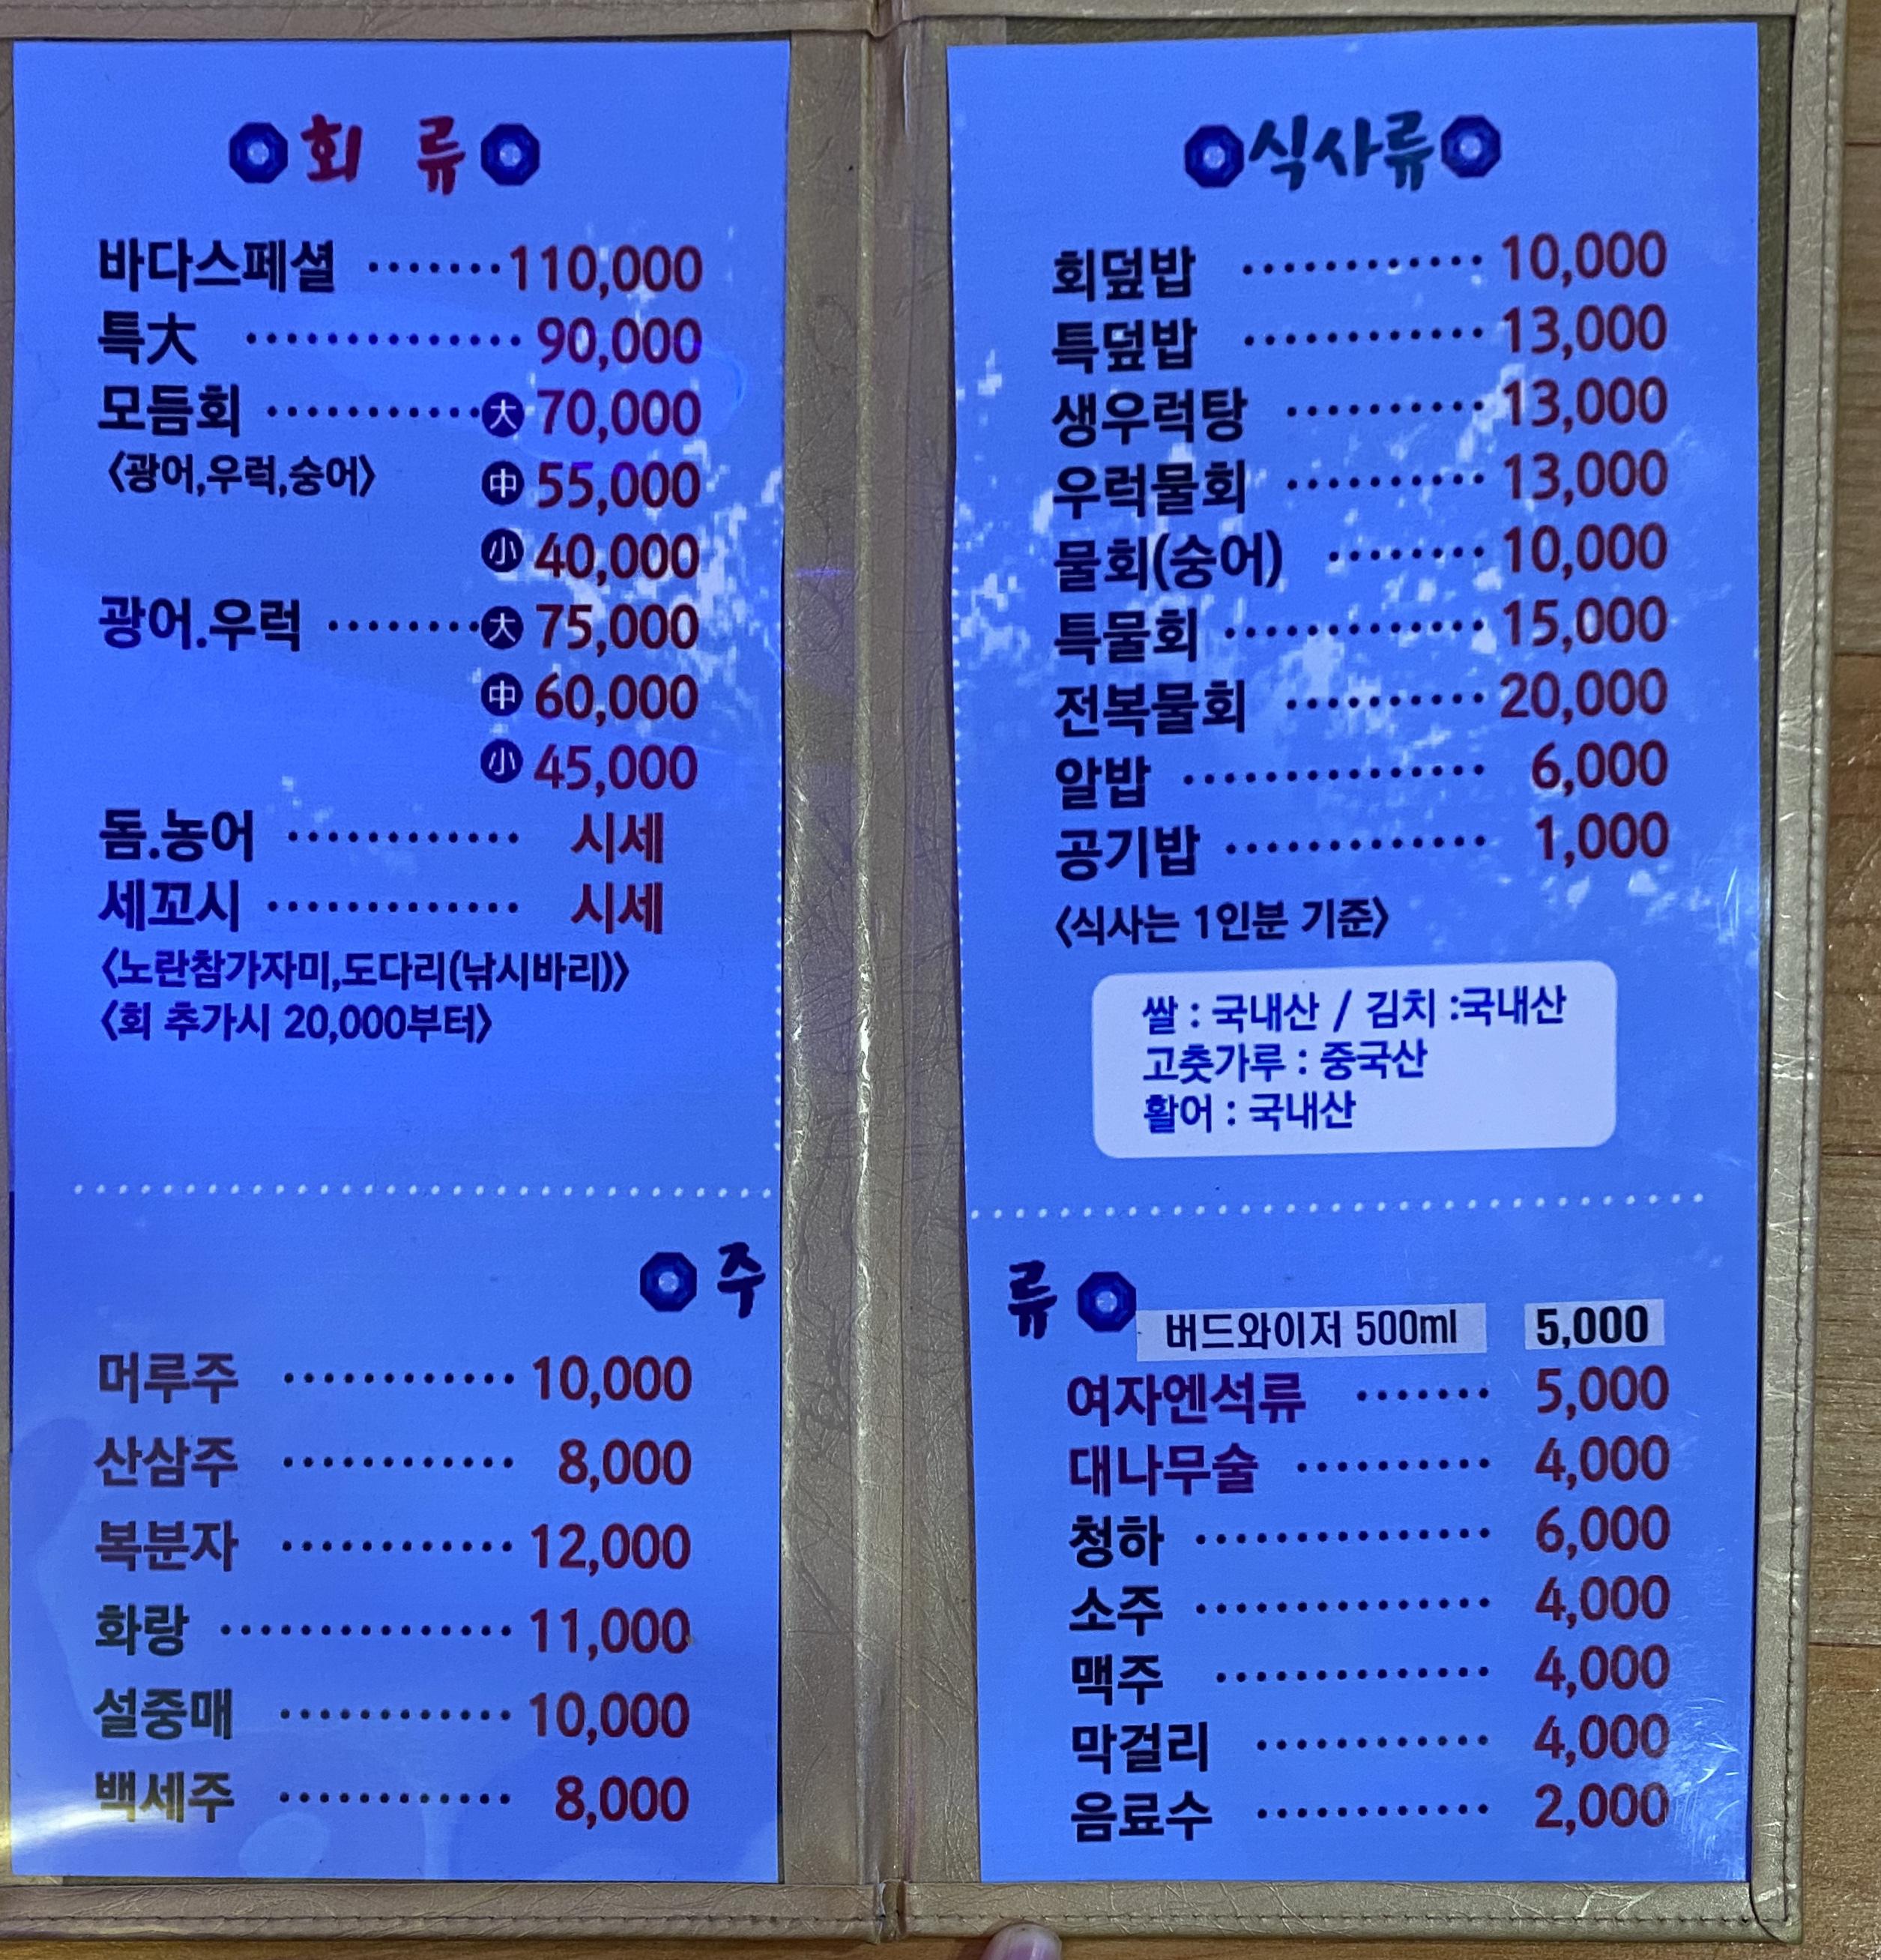 회 류
바다스페셜 ······· 110,000
특大 ·············· 90,000
모듬회 ··········· 大 70,000
〈광어,우럭,숭어〉 中 55,000
小 40,000
광어.우럭 ········ 大 75,000
中 60,000
小 45,000
돔.농어 ············ 시세
세꼬시 ············· 시세
〈노란참가자미,도다리(낚시바리)〉
〈회 추가시 20,000부터〉
식사류
회덮밥 ············ 10,000
특덮밥 ············ 13,000
생우럭탕 ·········· 13,000
우럭물회 ·········· 13,000
물회(숭어) ········ 10,000
특물회 ············· 15,000
전복물회 ·········· 20,000
알밥 ··············· 6,000
공기밥 ············· 1,000
〈식사는 1인분 기준〉
쌀 : 국내산 / 김치 :국내산
고춧가루 : 중국산
활어 : 국내산
주 류
머루주 ············ 10,000
산삼주 ············ 8,000
복분자 ············ 12,000
화랑 ··············· 11,000
설중매 ············ 10,000
백세주 ············ 8,000
버드와이저 500ml 5,000
여자엔석류 ······· 5,000
대나무술 ·········· 4,000
청하 ··············· 6,000
소주 ··············· 4,000
맥주 ·············· 4,000
막걸리 ············ 4,000
음료수 ············ 2,000